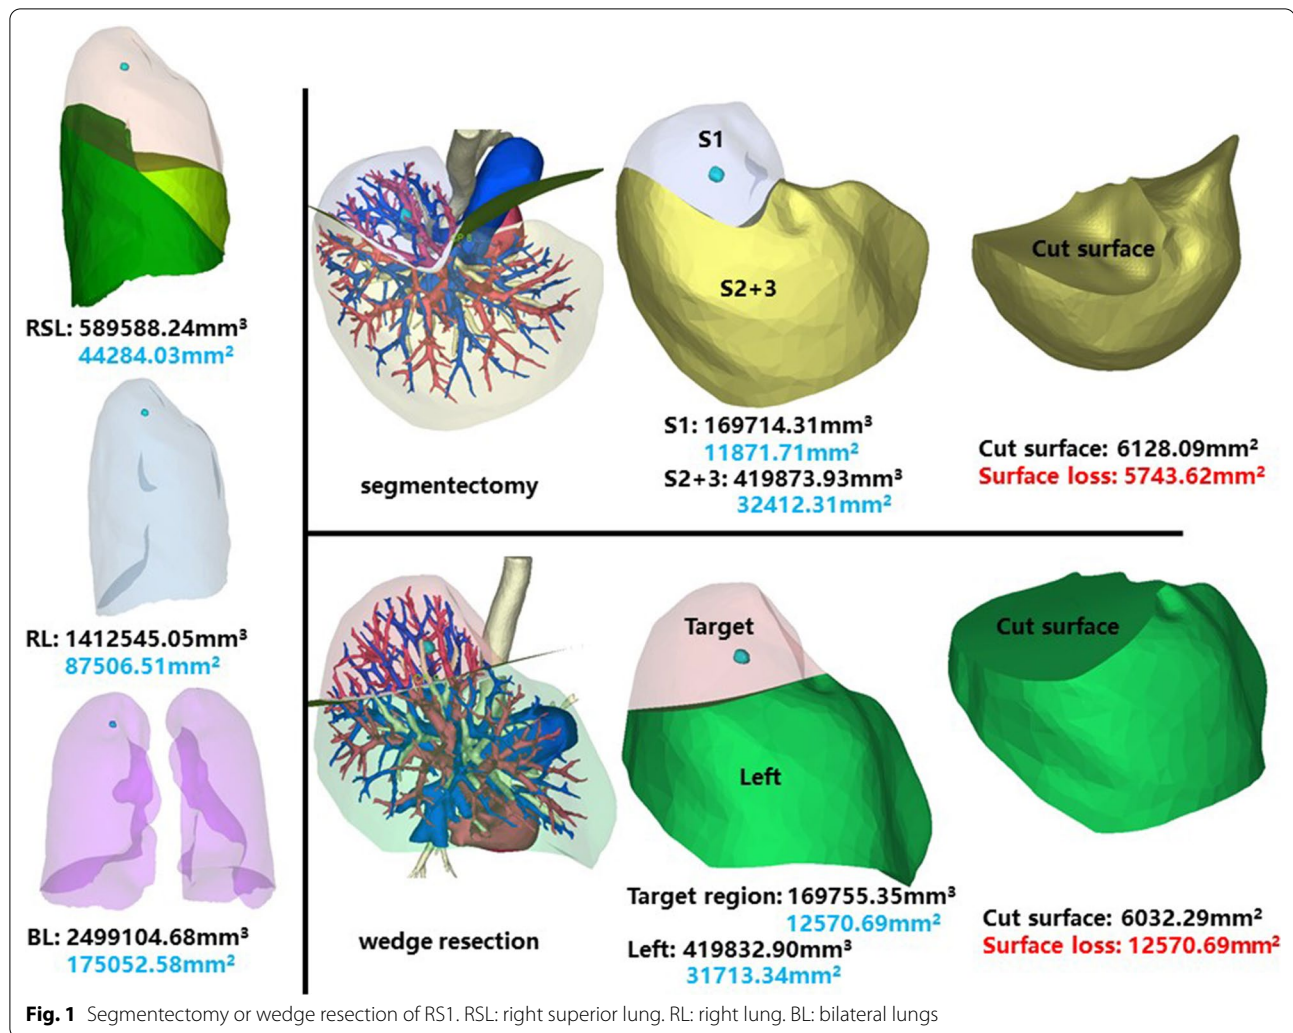 RSL: 589588.24mm³
44284.03mm²
RL: 1412545.05mm³
87506.51mm²
BL: 2499104.68mm³
175052.58mm²
segmentectomy
S1
S2+3
S1: 169714.31mm³
11871.71mm²
S2+3: 419873.93mm³
32412.31mm²
Cut surface
Cut surface: 6128.09mm²
Surface loss: 5743.62mm²
wedge resection
Target
Left
Target region: 169755.35mm³
12570.69mm²
Left: 419832.90mm³
31713.34mm²
Cut surface
Cut surface: 6032.29mm²
Surface loss: 12570.69mm²
Fig. 1 Segmentectomy or wedge resection of RS1. RSL: right superior lung. RL: right lung. BL: bilateral lungs